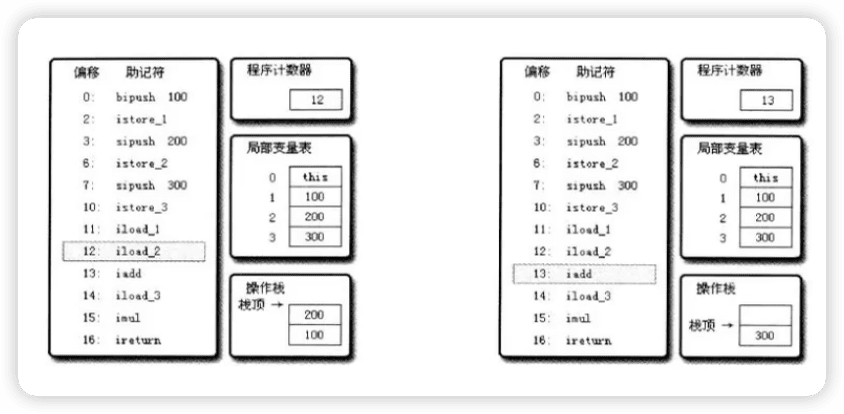 偏移 助记符
0: bipush 100
2: istore_1
3: sipush 200
6: istore_2
7: sipush 300
10: istore_3
11: iload_1
12: iload_2
13: iadd
14: iload_3
15: imul
16: ireturn
程序计数器
12
局部变量表
0 this
1 100
2 200
3 300
操作栈
栈顶 →
200
100
偏移 助记符
0: bipush 100
2: istore_1
3: sipush 200
6: istore_2
7: sipush 300
10: istore_3
11: iload_1
12: iload_2
13: iadd
14: iload_3
15: imul
16: ireturn
程序计数器
13
局部变量表
0 this
1 100
2 200
3 300
操作栈
栈顶 →
300